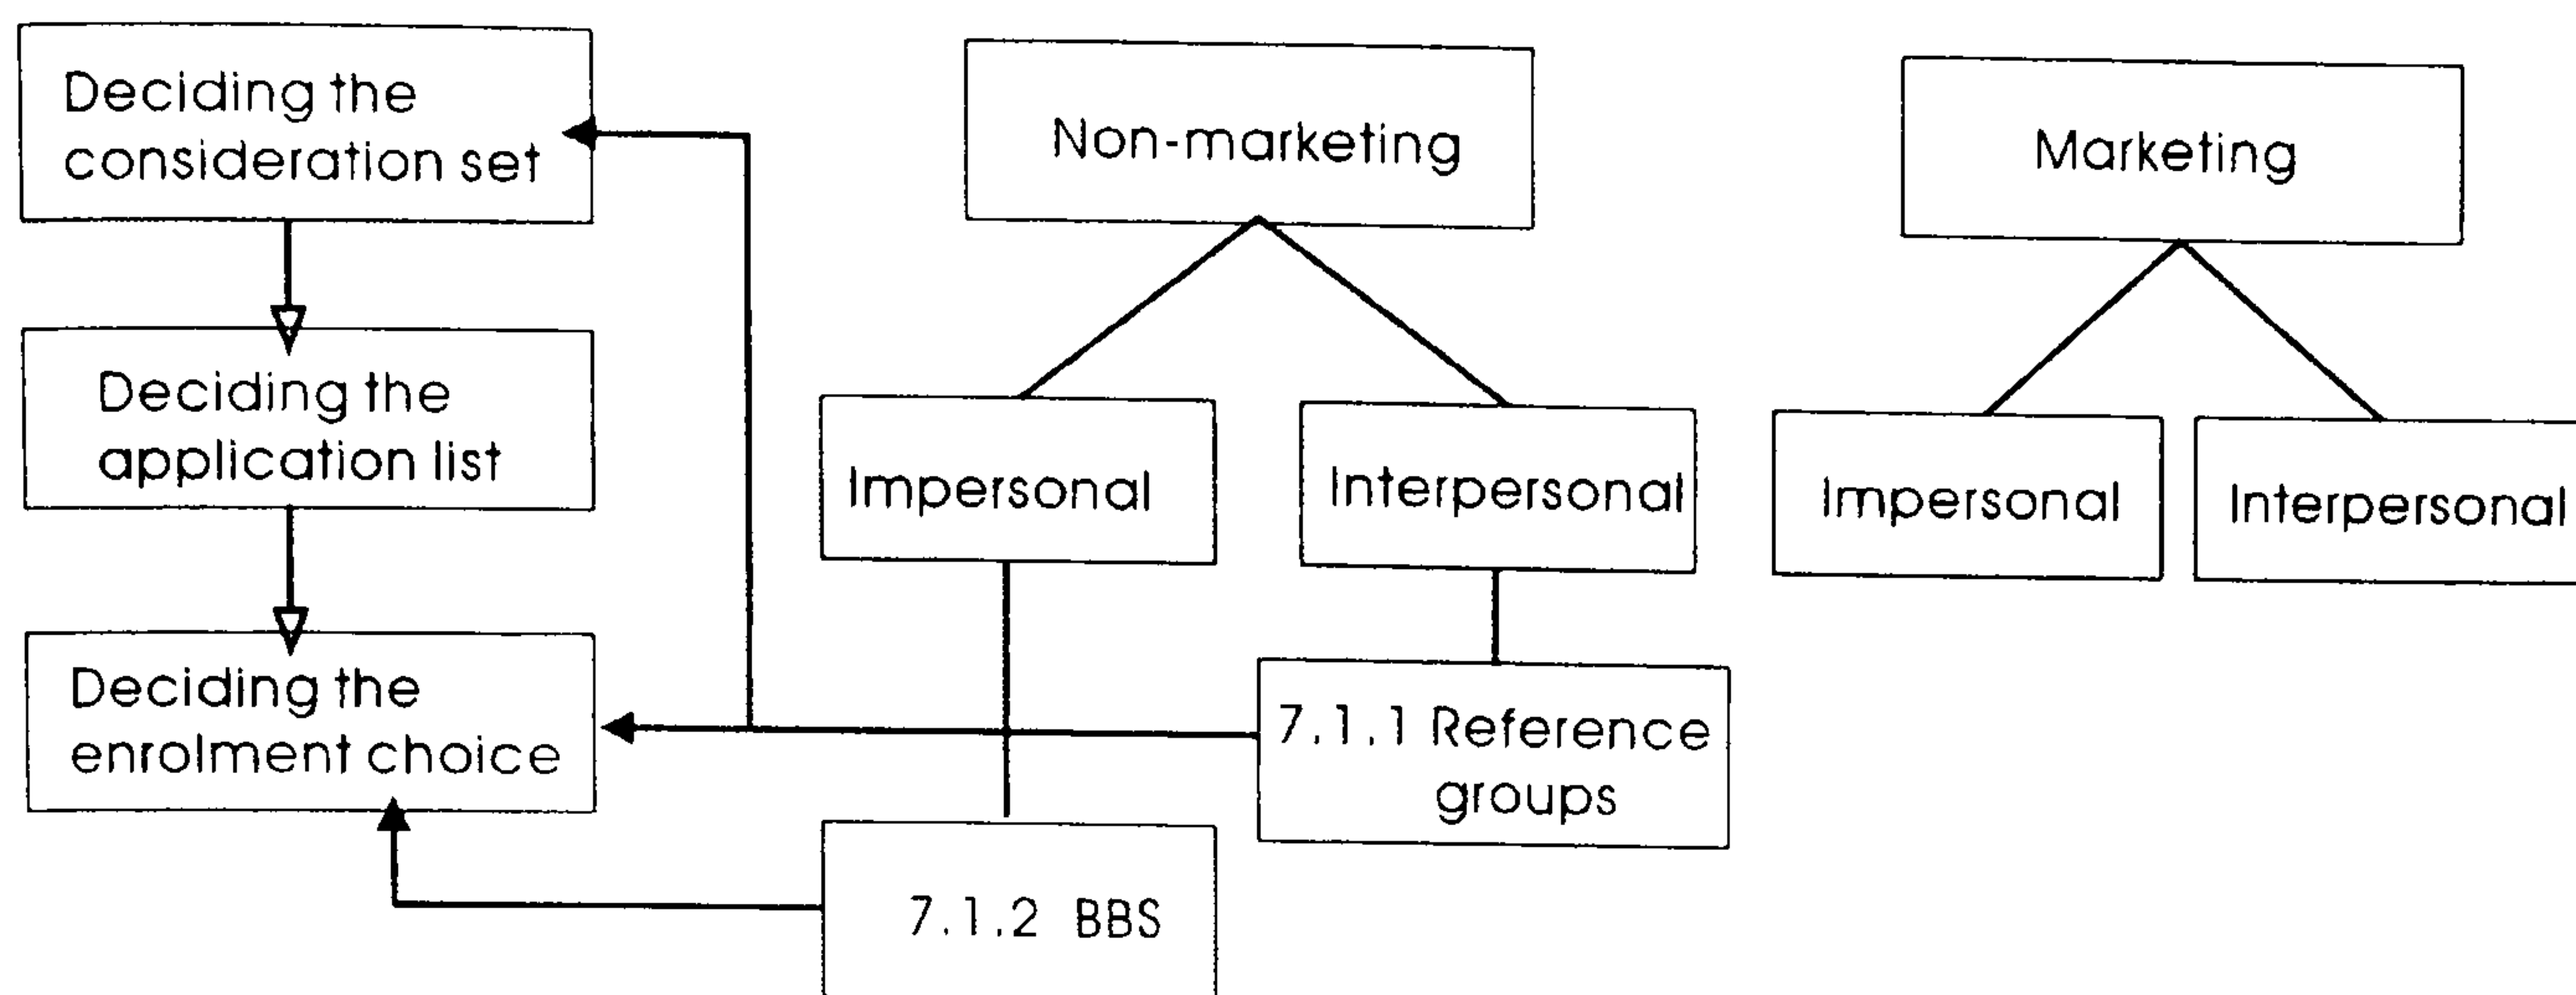 Deciding the
consideration set
Non-marketing
Marketing
Deciding the
application list
Impersonal
Interpersonal
Impersonal
Interpersonal
Deciding the
enrolment choice
7.1.1 Reference
groups
7.1.2 BBS